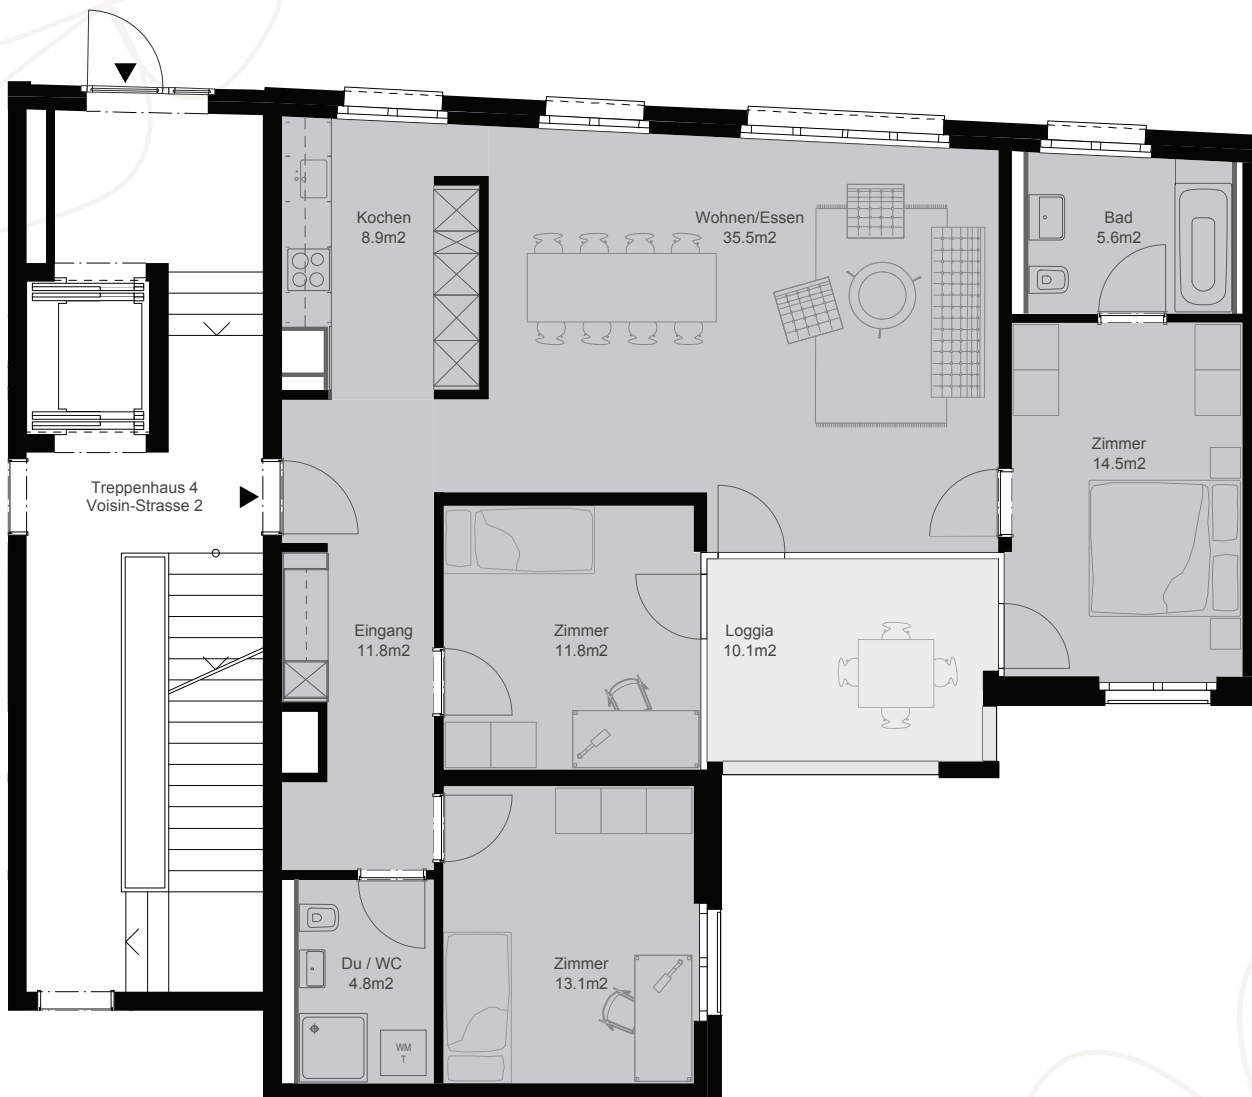 Kochen
8.9m2
Wohnen/Essen
35.5m2
Bad
5.6m2
Zimmer
14.5m2
Treppenhaus 4
Voisin-Strasse 2
Eingang
11.8m2
Zimmer
11.8m2
Loggia
10.1m2
Du / WC
4.8m2
Zimmer
13.1m2
WM
T